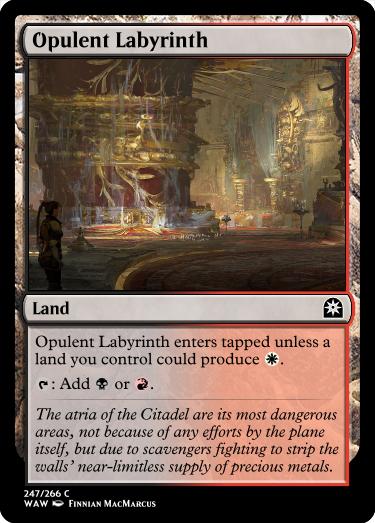 Opulent Labyrinth
Land
Opulent Labyrinth enters tapped unless a
land you control could produce .
: Add or .
The atria of the Citadel are its most dangerous
areas, not because of any efforts by the plane
itself, but due to scavengers fighting to strip the
walls' near-limitless supply of precious metals.
247/266 C
WAW Finnian MacMarcus